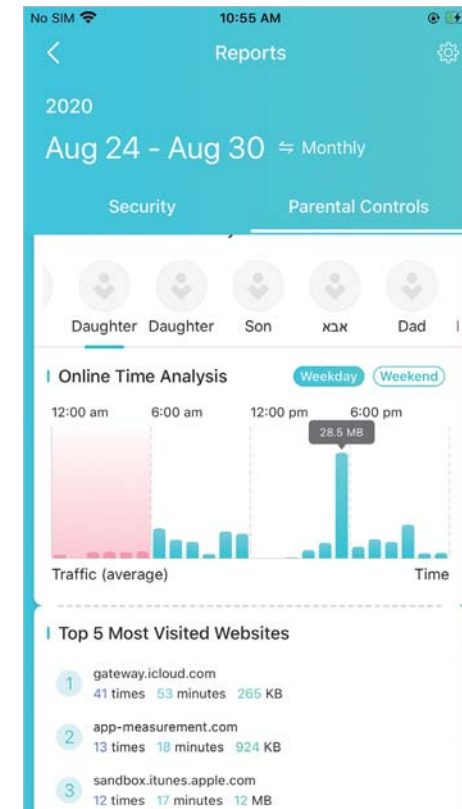 No SIM 10:55 AM
Reports
2020
Aug 24 - Aug 30 ⇋ Monthly
Security Parental Controls
Daughter Daughter Son אבא Dad
Online Time Analysis Weekday Weekend
12:00 am 6:00 am 12:00 pm 6:00 pm
28.5 MB
Traffic (average) Time
Top 5 Most Visited Websites
1 gateway.icloud.com
41 times 53 minutes 265 KB
2 app-measurement.com
13 times 18 minutes 924 KB
3 sandbox.itunes.apple.com
12 times 17 minutes 12 MB